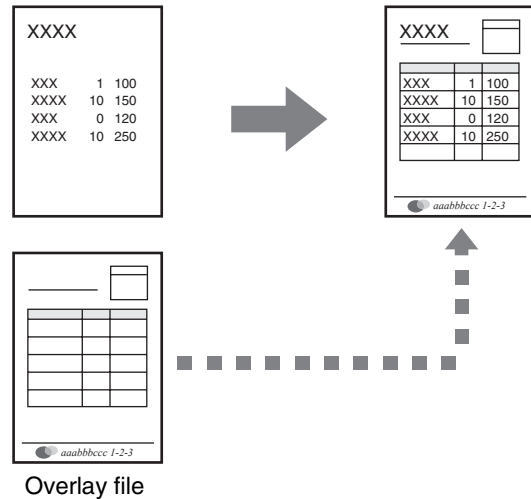 XXXX
XXX 1 100
XXXX 10 150
XXX 0 120
XXXX 10 250
XXXX
XXX 1 100
XXXX 10 150
XXX 0 120
XXXX 10 250
aaabbbccc 1-2-3
aaabbbccc 1-2-3
Overlay file